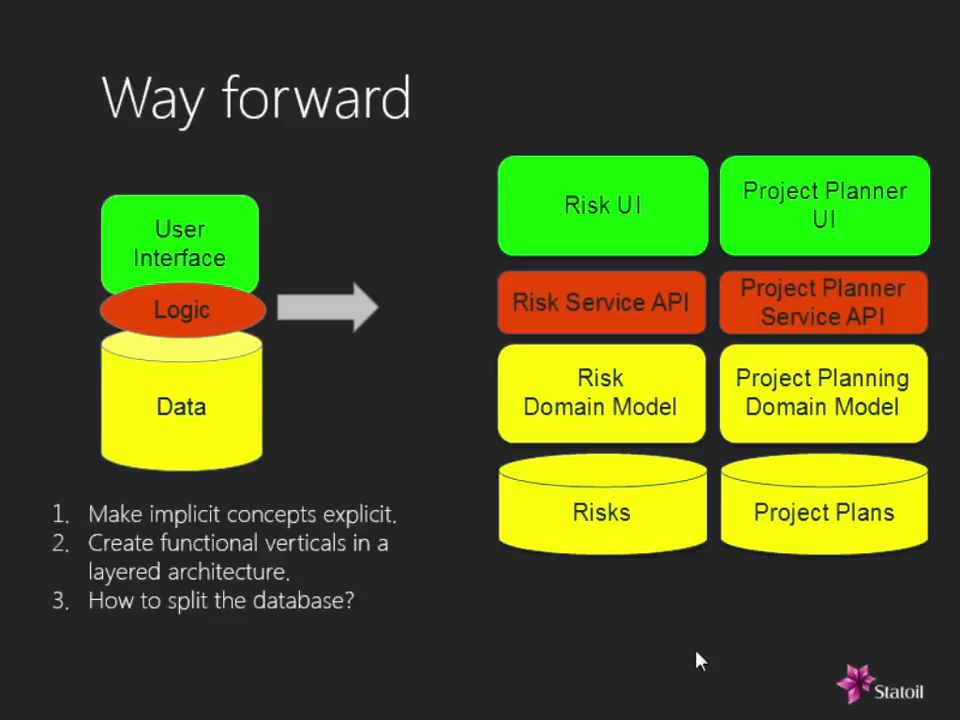 Way forward
User
Interface
Logic
Data
1. Make implicit concepts explicit.
2. Create functional verticals in a
layered architecture.
3. How to split the database?
Risk UI
Project Planner
UI
Risk Service API
Project Planner
Service API
Risk
Domain Model
Project Planning
Domain Model
Risks
Project Plans
Statoil